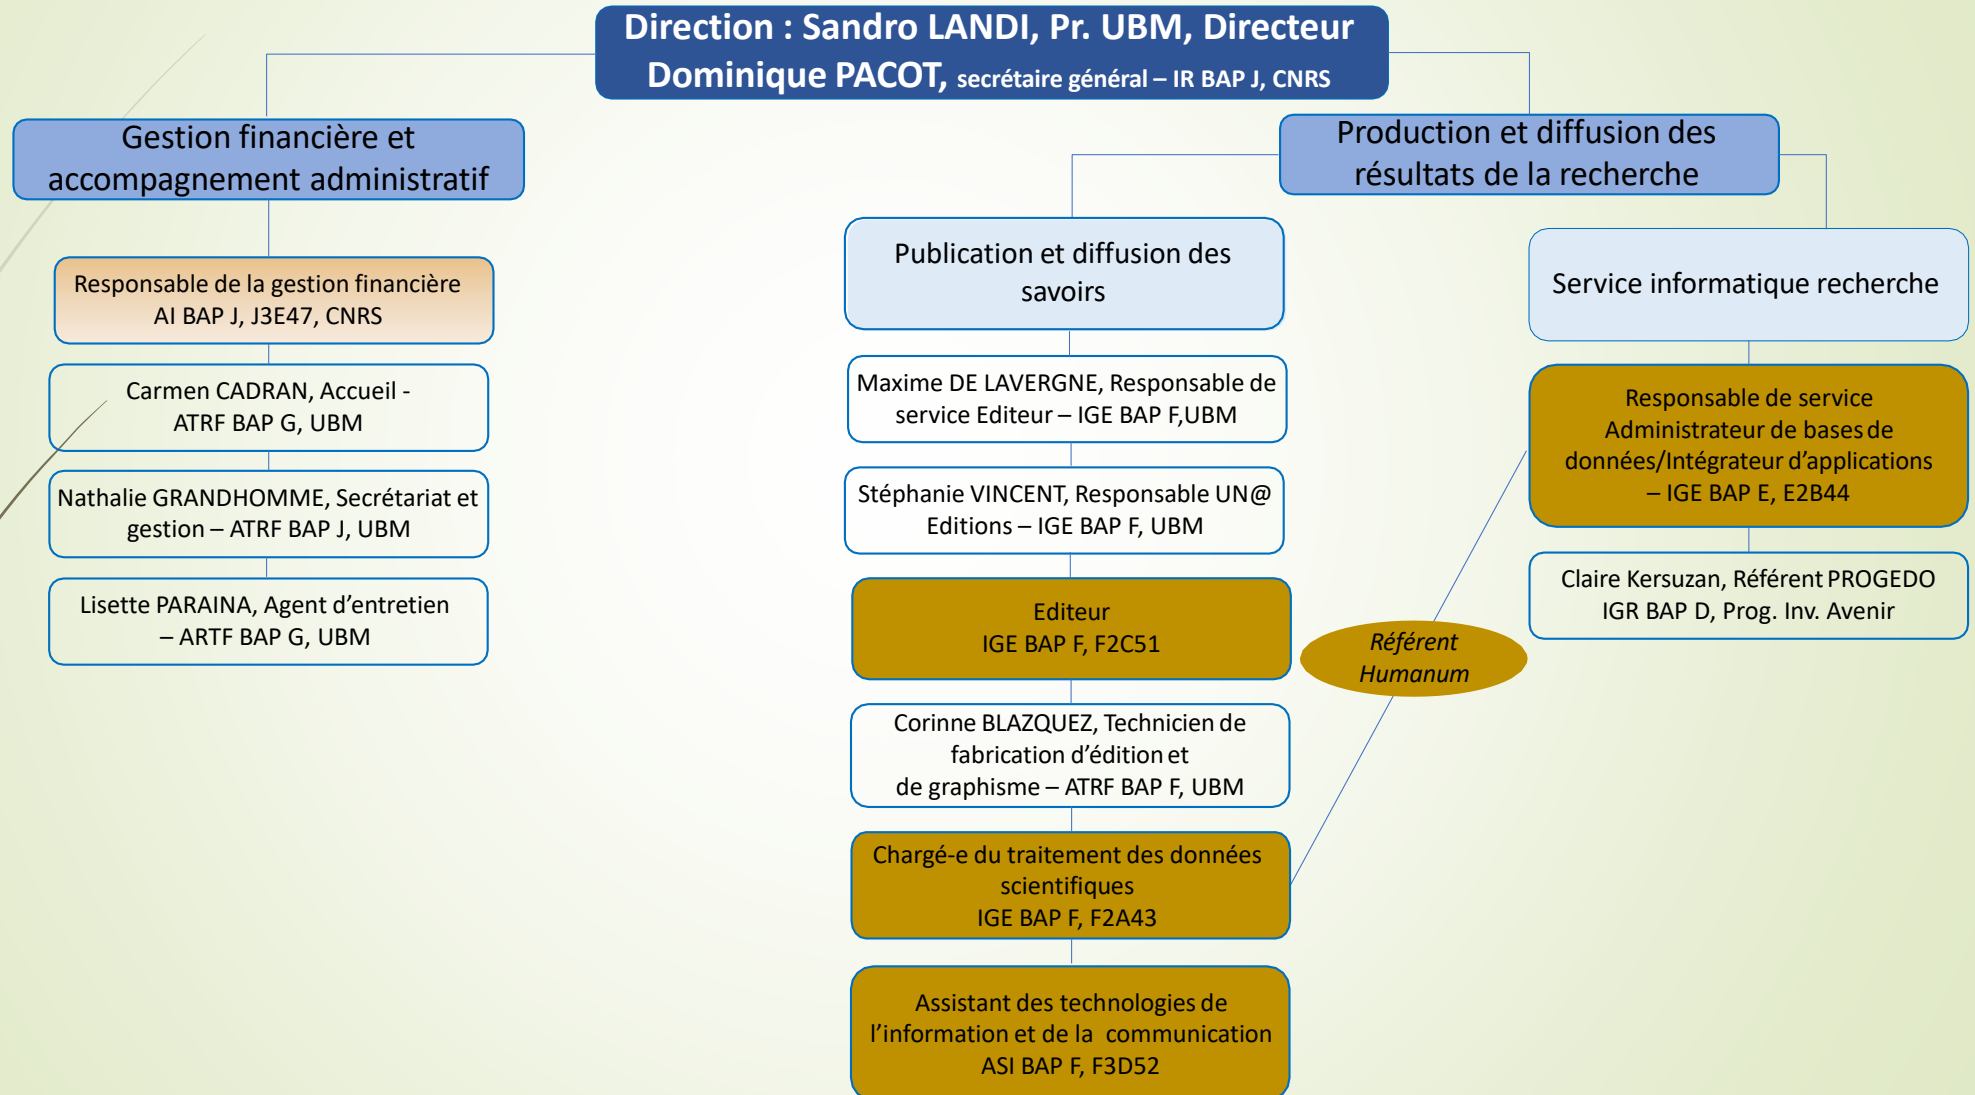 Direction : Sandro LANDI, Pr. UBM, Directeur
Dominique PACOT, secrétaire général – IR BAP J, CNRS
Gestion financière et
accompagnement administratif
Responsable de la gestion financière
AI BAP J, J3E47, CNRS
Carmen CADRAN, Accueil -
ATRF BAP G, UBM
Nathalie GRANDHOMME, Secrétariat et
gestion – ATRF BAP J, UBM
Lisette PARAINA, Agent d’entretien
– ARTF BAP G, UBM
Production et diffusion des
résultats de la recherche
Publication et diffusion des
savoirs
Maxime DE LAVERGNE, Responsable de
service Editeur – IGE BAP F,UBM
Stéphanie VINCENT, Responsable UN@
Editions – IGE BAP F, UBM
Editeur
IGE BAP F, F2C51
Corinne BLAZQUEZ, Technicien de
fabrication d’édition et
de graphisme – ATRF BAP F, UBM
Chargé-e du traitement des données
scientifiques
IGE BAP F, F2A43
Assistant des technologies de
l’information et de la communication
ASI BAP F, F3D52
Référent
Humanum
Service informatique recherche
Responsable de service
Administrateur de bases de
données/Intégrateur d’applications
– IGE BAP E, E2B44
Claire Kersuzan, Référent PROGEDO
IGR BAP D, Prog. Inv. Avenir